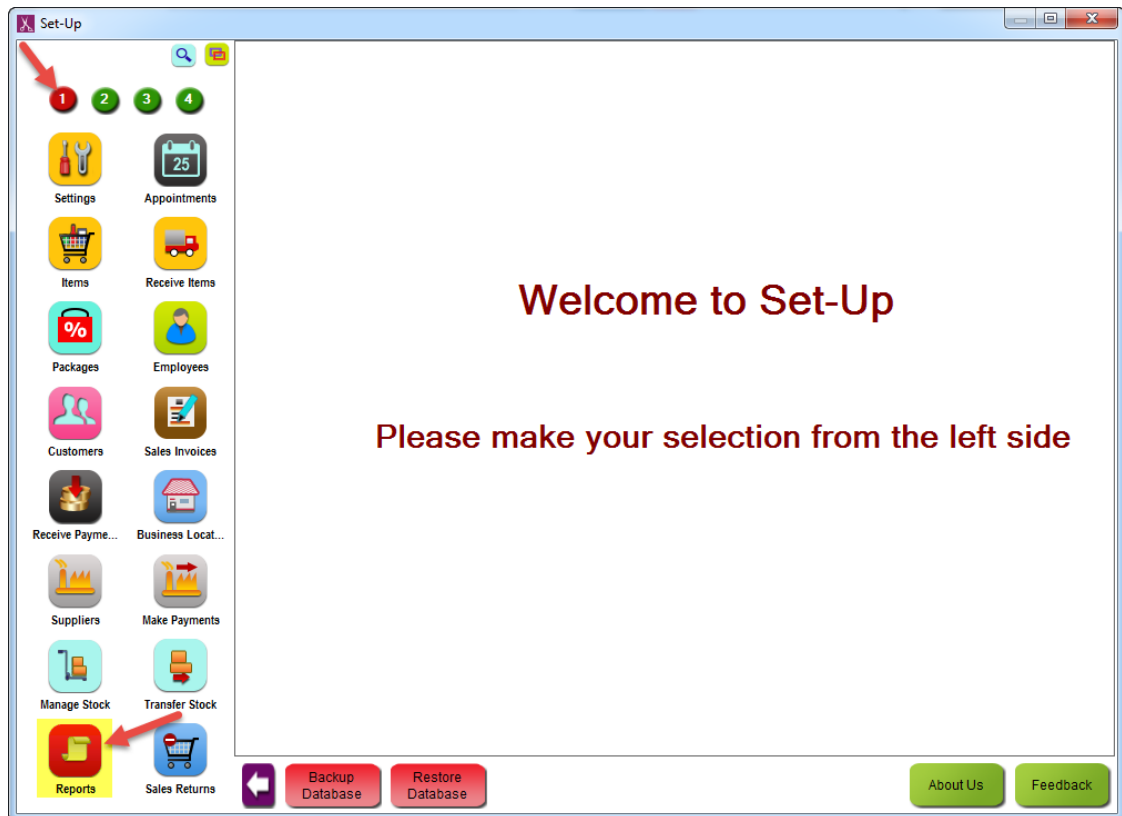 Set-Up
1 2 3 4
25
Settings Appointments
Items Receive Items
%
Packages Employees
Customers Sales Invoices
Receive Payme... Business Locat...
Suppliers Make Payments
Manage Stock Transfer Stock
Reports Sales Returns
Welcome to Set-Up
Please make your selection from the left side
Backup Database
Restore Database
About Us
Feedback